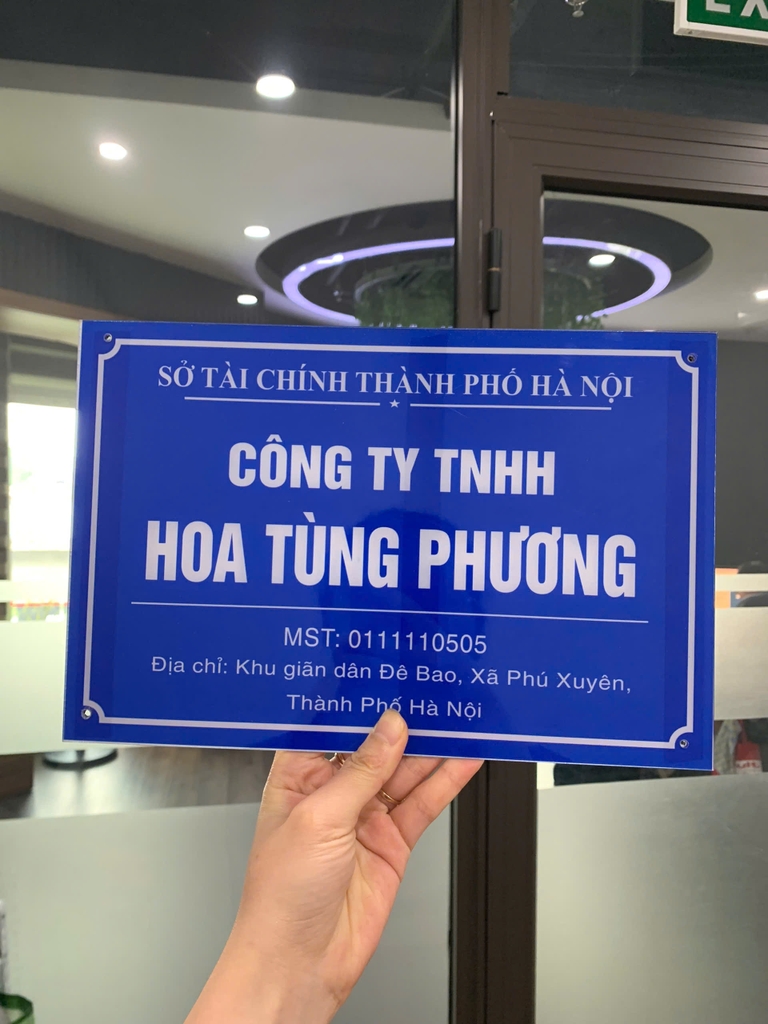 EX
SỞ TÀI CHÍNH THÀNH PHỐ HÀ NỘI
CÔNG TY TNHH
HOA TÙNG PHƯƠNG
MST: 0111110505
Địa chỉ: Khu giãn dân Đê Bao, Xã Phú Xuyên,
Thành Phố Hà Nội